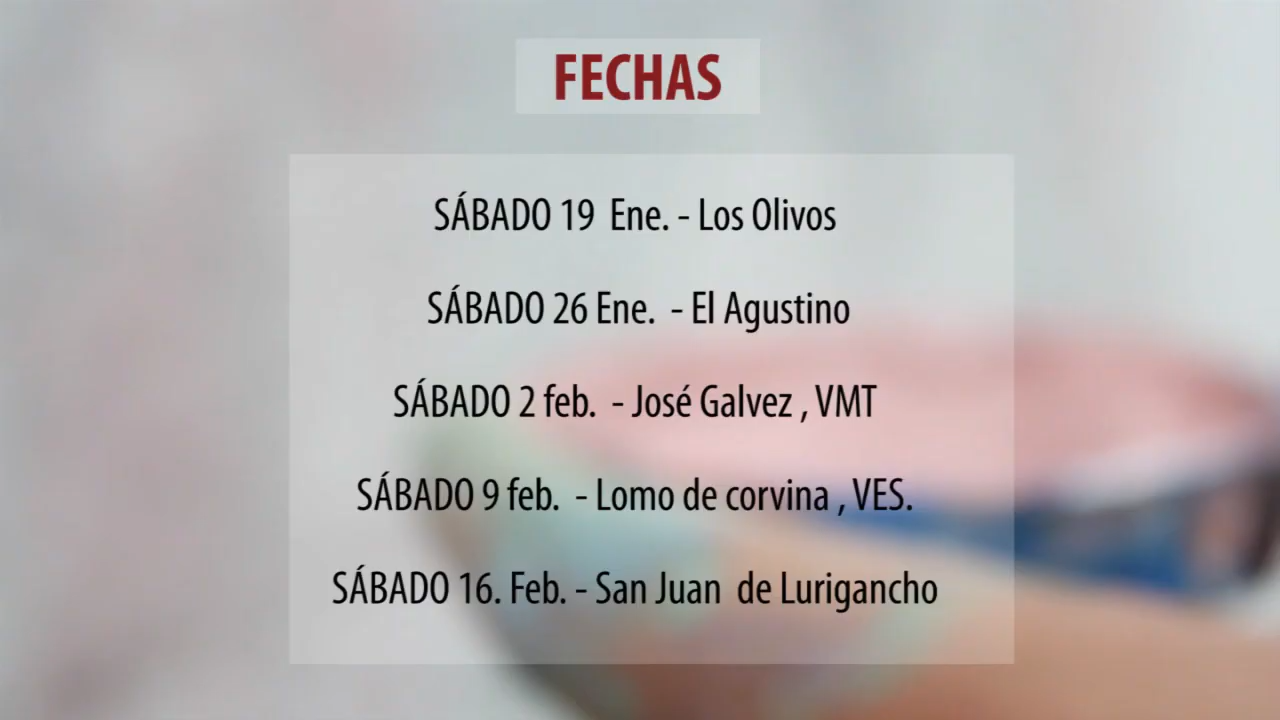 FECHAS
SÁBADO 19 Ene. - Los Olivos
SÁBADO 26 Ene. - El Agustino
SÁBADO 2 feb. - José Galvez , VMT
SÁBADO 9 feb. - Lomo de corvina , VES.
SÁBADO 16. Feb. - San Juan de Lurigancho